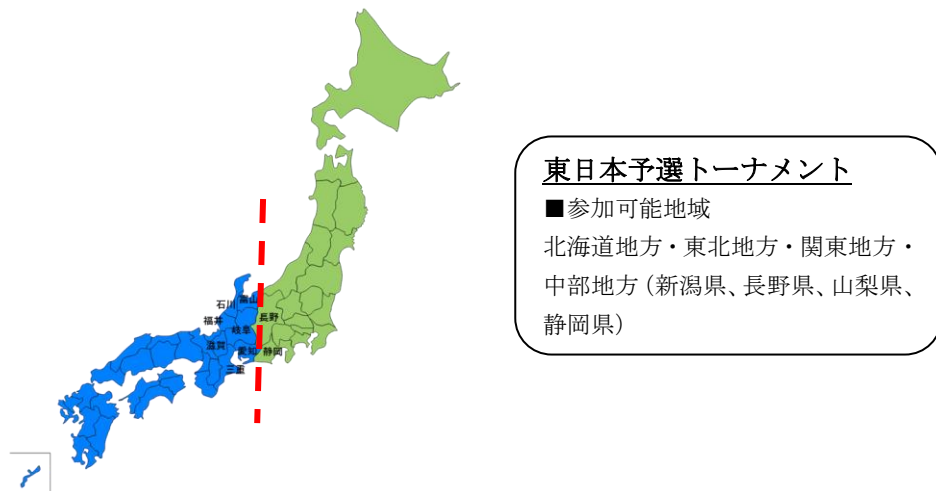 富山
石川
長野
福井
岐阜
滋賀
愛知 静岡
三重
東日本予選トーナメント
■参加可能地域
北海道地方・東北地方・関東地方・
中部地方(新潟県、長野県、山梨県、
静岡県)